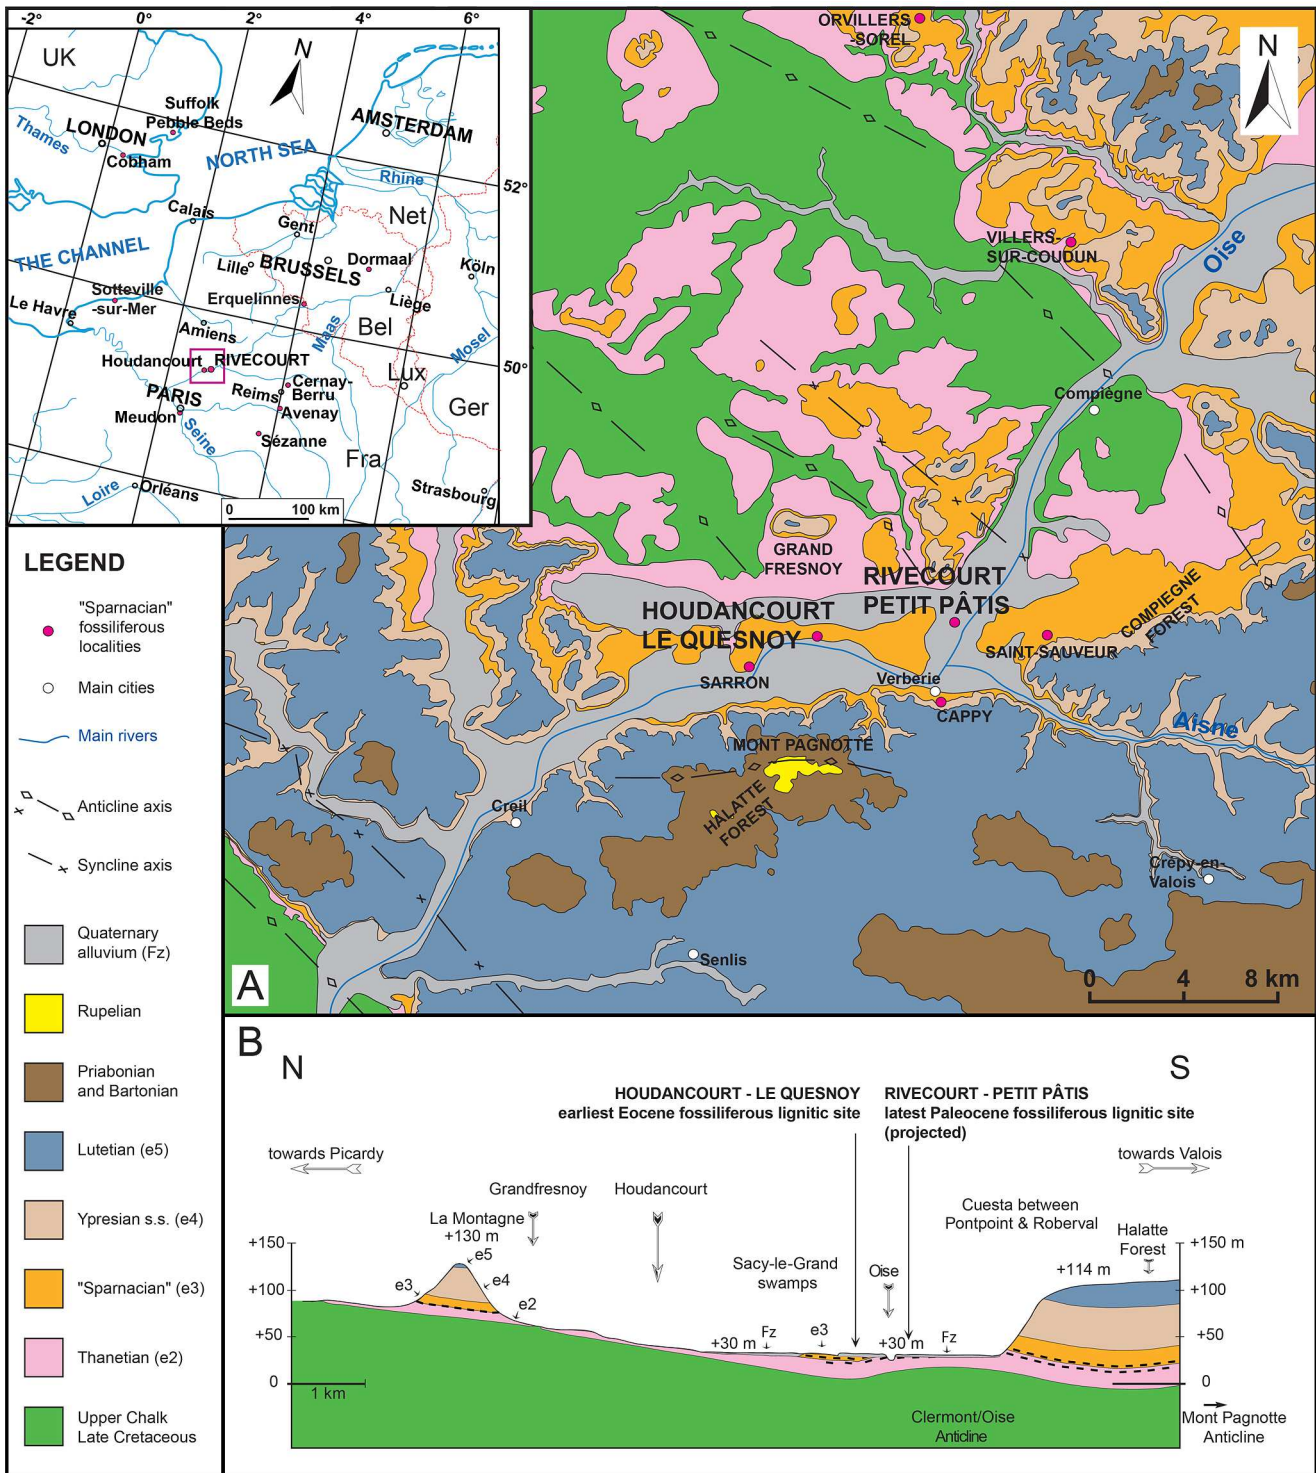 -2°
0°
2°
4°
6°
UK
N
Suffolk
Pebble Beds
Thames
LONDON
Cobham
NORTH SEA
AMSTERDAM
Rhine
52°
Calais
Net
Gent
THE CHANNEL
Lille
BRUSSELS
Dormaal
Köln
Sotteville
-sur-Mer
Erquelinnes
Liège
Le Havre
Amiens
Maas
Bel
Mosel
50°
Houdancourt
RIVECOURT
Lux
PARIS
Reims
Cernay-
Berru
Ger
Meudon
Avenay
Seine
Sézanne
Fra
Loire
Orléans
Strasbourg
0
100 km
ORVILLERS
-SOREL
N
VILLERS-
SUR-COUDUN
Oise
Compiègne
GRAND
FRESNOY
RIVECOURT
PETIT PÂTIS
COMPIEGNE
FOREST
HOUDANCOURT
LE QUESNOY
SAINT-SAUVEUR
SARRON
Verberie
CAPPY
Aisne
MONT PAGNOTTE
HALATTE
FOREST
Creil
Crépy-en-
Valois
Senlis
A
0
4
8 km
LEGEND
"Sparnacian"
fossiliferous
localities
Main cities
Main rivers
Anticline axis
Syncline axis
Quaternary
alluvium (Fz)
Rupelian
Priabonian
and Bartonian
Lutetian (e5)
Ypresian s.s. (e4)
"Sparnacian" (e3)
Thanetian (e2)
Upper Chalk
Late Cretaceous
B
N
S
HOUDANCOURT - LE QUESNOY
earliest Eocene fossiliferous lignitic site
RIVECOURT - PETIT PÂTIS
latest Paleocene fossiliferous lignitic site
(projected)
towards Picardy
towards Valois
Grandfresnoy
Houdancourt
La Montagne
+130 m
Cuesta between
Pontpoint & Roberval
Halatte
Forest
+150
+100
+50
0
e5
e3
e4
e2
Sacy-le-Grand
swamps
Oise
+114 m
+150 m
+100
+50
0
+30 m
Fz
e3
+30 m
Fz
1 km
Clermont/Oise
Anticline
Mont Pagnotte
Anticline